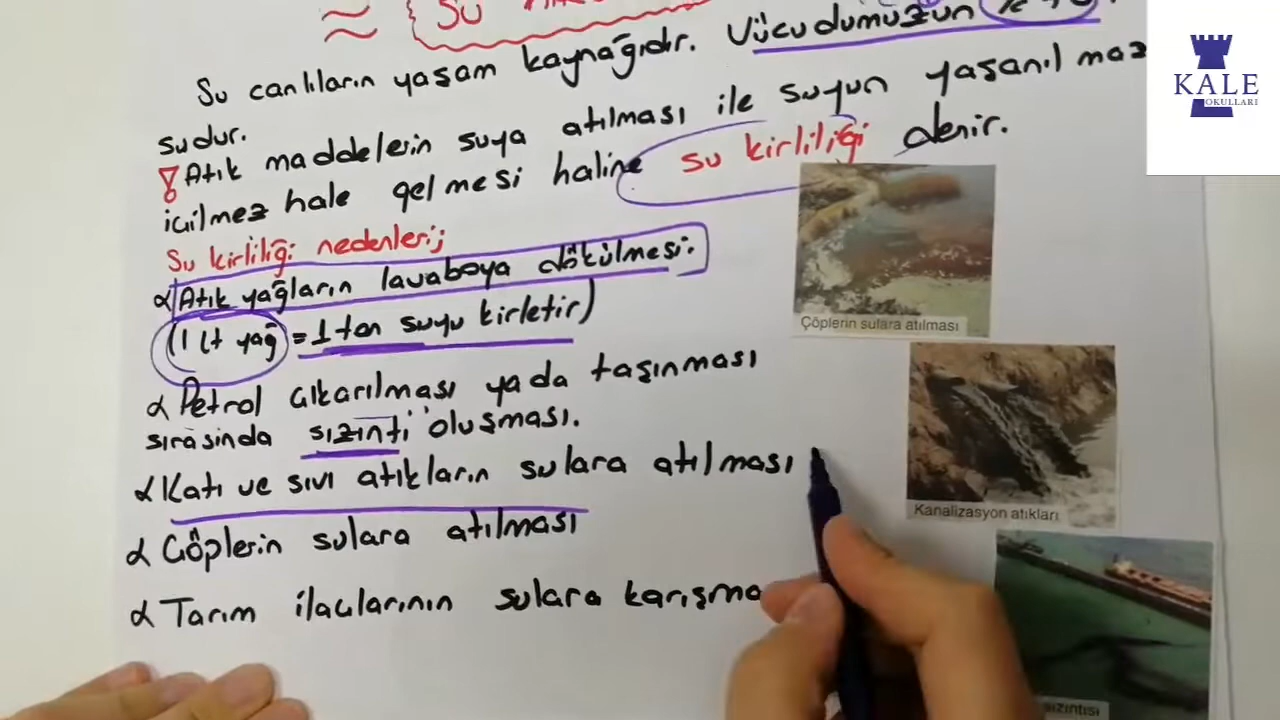 Su
Su canlıların yaşam kaynağıdır. Vücudumuzun
sudur.
! Atık maddelerin suya atılması ile suyun yaşanılmaz
içilmez hale gelmesi haline su kirliliği denir.
Su kirliliği nedenleri;
α Atık yağların lavaboya dökülmesi.
(1 Lt yağ = 1 ton suyu kirletir)
α Petrol çıkarılması yada taşınması
sırasında sızıntı oluşması.
α Katı ve sıvı atıkların sulara atılması
α Çöplerin sulara atılması
α Tarım ilaçlarının sulara karışma
Çöplerin sulara atılması
Kanalizasyon atıkları
sızıntısı
KALE
OKULLARI